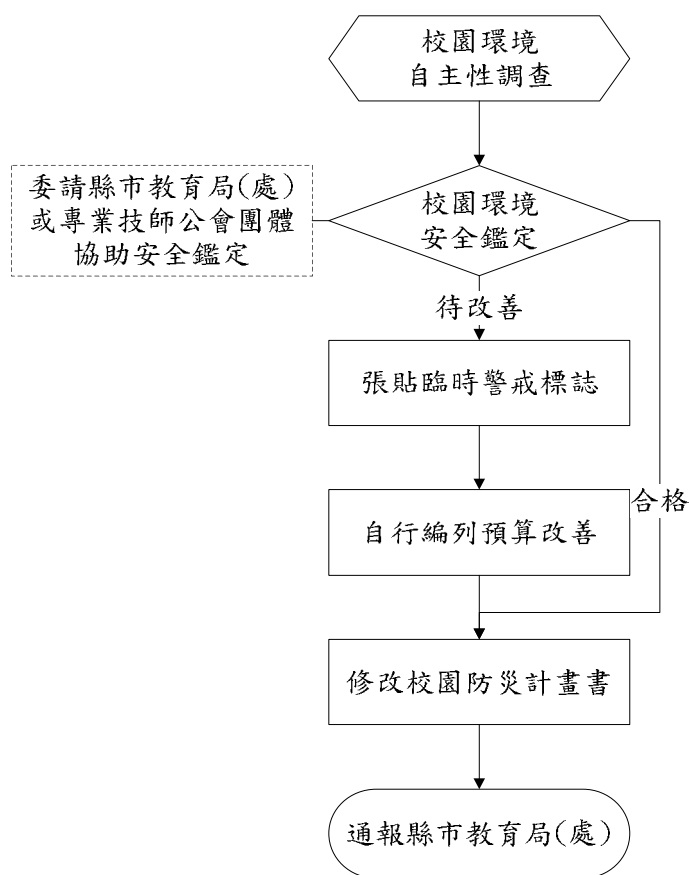 校園環境
自主性調查
委請縣市教育局(處)
或專業技師公會團體
協助安全鑑定
校園環境
安全鑑定
待改善
張貼臨時警戒標誌
自行編列預算改善
合格
修改校園防災計畫書
通報縣市教育局(處)